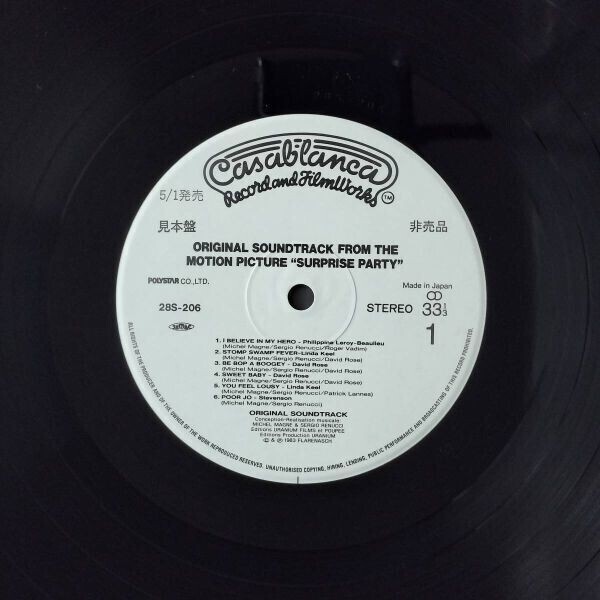 Casablanca
Record and FilmWorks
TM
5/1発売
見本盤
非売品
ORIGINAL SOUNDTRACK FROM THE
MOTION PICTURE "SURPRISE PARTY"
POLYSTAR CO.,LTD.
Made in Japan
28S-206
STEREO 33 1/3
1
1. I BELIEVE IN MY HERO - Philippine Leroy-Beaulieu
(Michel Magne/Sergio Renucci/Roger Vadim)
2. STOMP SWAMP FEVER-Linda Keel
(Michel Magne/Sergio Renucci/David Rose)
3. BE BOP A BOOGEY - David Rose
(Michel Magne/Sergio Renucci/David Rose)
4. SWEET BABY - David Rose
(Michel Magne/Sergio Renucci/David Rose)
5. YOU FEEL LOUSY - Linda Keel
(Michel Magne/Sergio Renucci/Patrick Lannes)
6. POOR JO - Stevenson
(Michel Magne/Sergio Renucci)
ORIGINAL SOUNDTRACK
Conception-Réalisation musicale:
MICHEL MAGNE & SERGIO RENUCCI
Editions URANIUM FILMS et POUPEE
Editions Production URANIUM
© & ℗ 1983 FLARENASCH
ALL RIGHTS OF THE PRODUCER AND OF THE OWNER OF THE WORK REPRODUCED RESERVED. UNAUTHORISED COPYING, HIRING, LENDING, PUBLIC PERFORMANCE AND BROADCASTING OF THIS RECORD PROHIBITED.